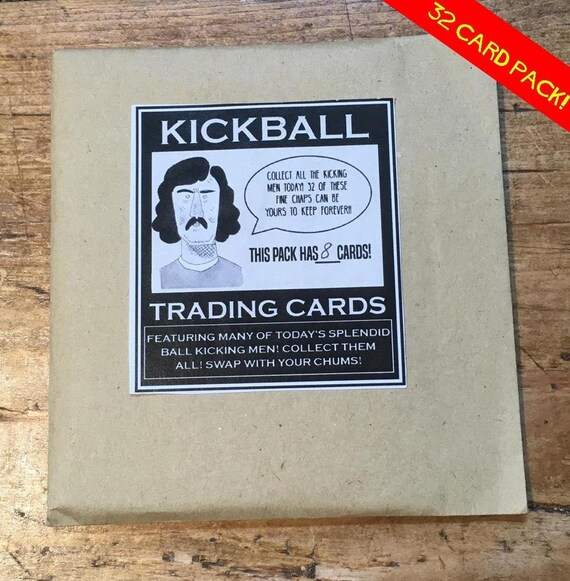 32 CARD PACK!
KICKBALL
COLLECT ALL THE KICKING
MEN TODAY! 32 OF THESE
FINE CHAPS CAN BE
YOURS TO KEEP FOREVER!!
THIS PACK HAS 8 CARDS!
TRADING CARDS
FEATURING MANY OF TODAY'S SPLENDID
BALL KICKING MEN! COLLECT THEM
ALL! SWAP WITH YOUR CHUMS!